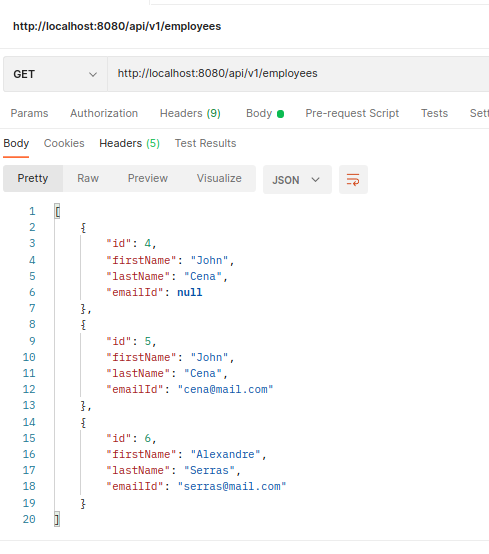 http://localhost:8080/api/v1/employees
GET http://localhost:8080/api/v1/employees
Params Authorization Headers (9) Body Pre-request Script Tests Sett
Body Cookies Headers (5) Test Results
Pretty Raw Preview Visualize JSON
1 [
2 {
3 "id": 4,
4 "firstName": "John",
5 "lastName": "Cena",
6 "emailId": null
7 },
8 {
9 "id": 5,
10 "firstName": "John",
11 "lastName": "Cena",
12 "emailId": "cena@mail.com"
13 },
14 {
15 "id": 6,
16 "firstName": "Alexandre",
17 "lastName": "Serras",
18 "emailId": "serras@mail.com"
19 }
20 ]